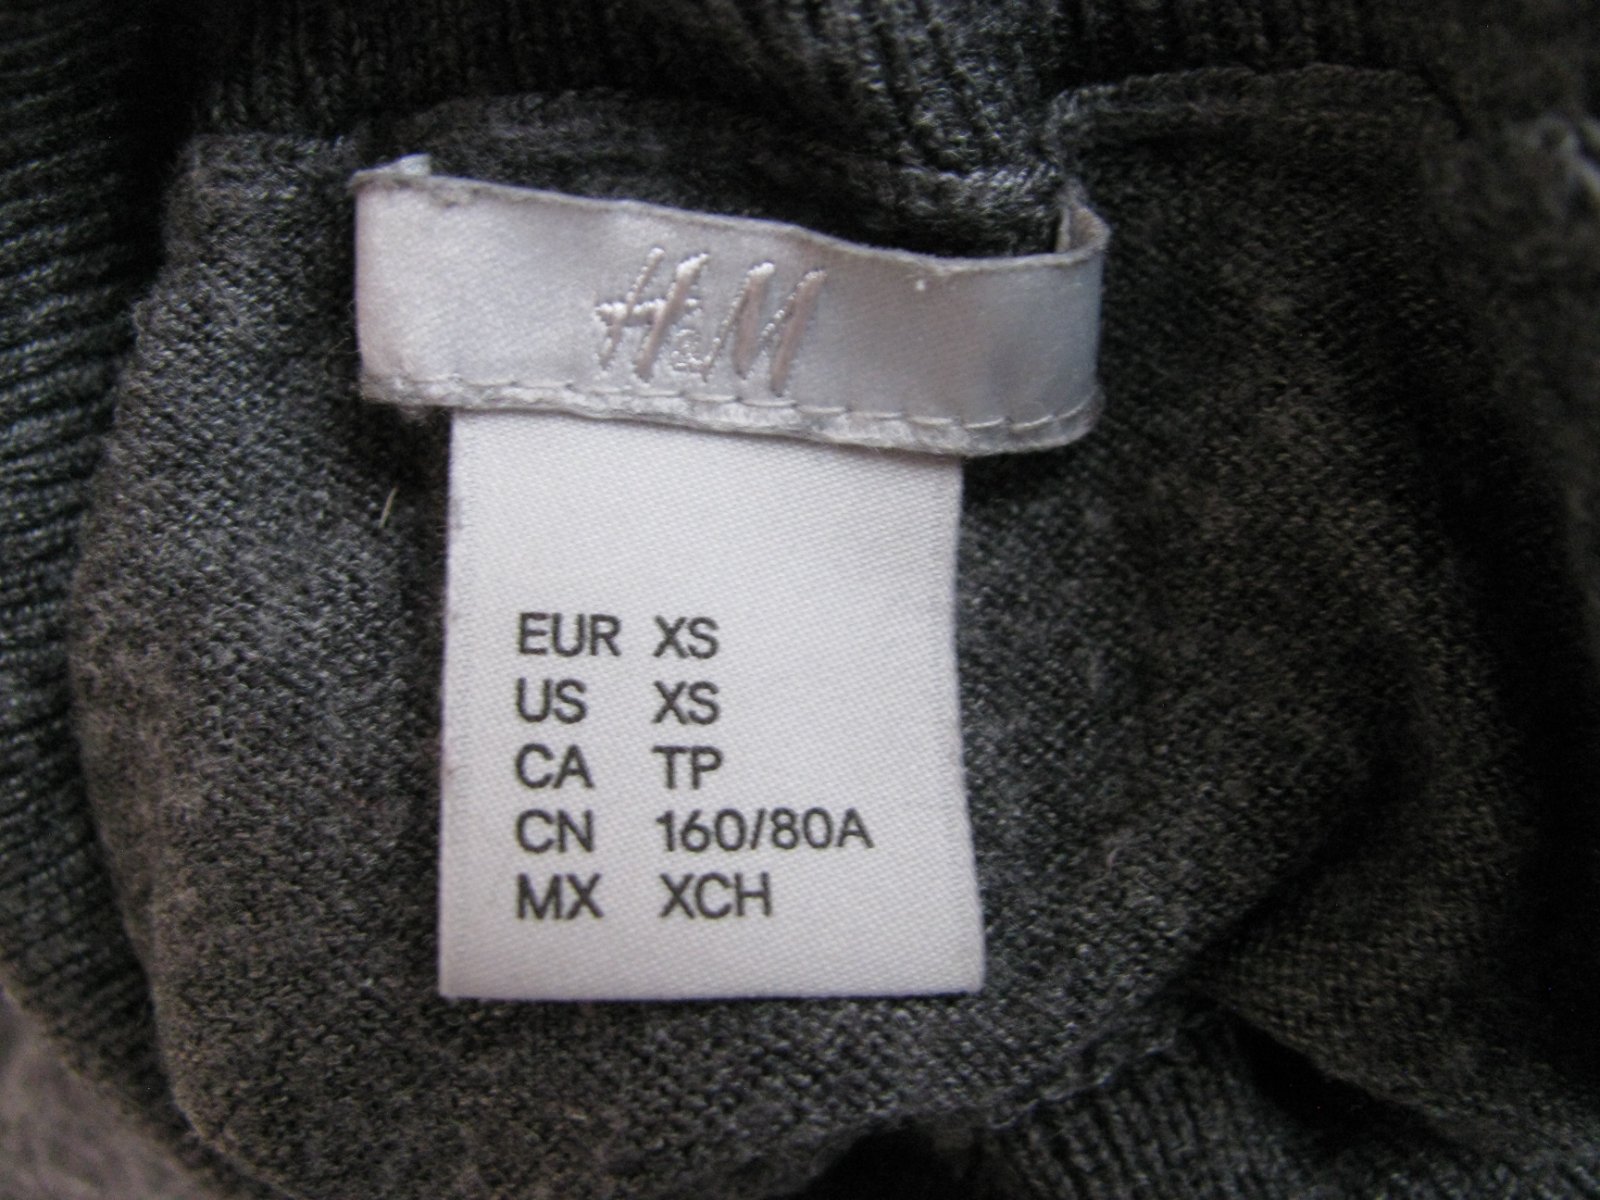 H&M
EUR XS
US XS
CA TP
CN 160/80A
MX XCH